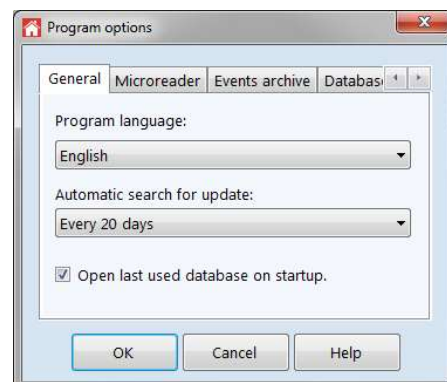 Program options
General Microreader Events archive Databas
Program language:
English
Automatic search for update:
Every 20 days
Open last used database on startup.
OK Cancel Help